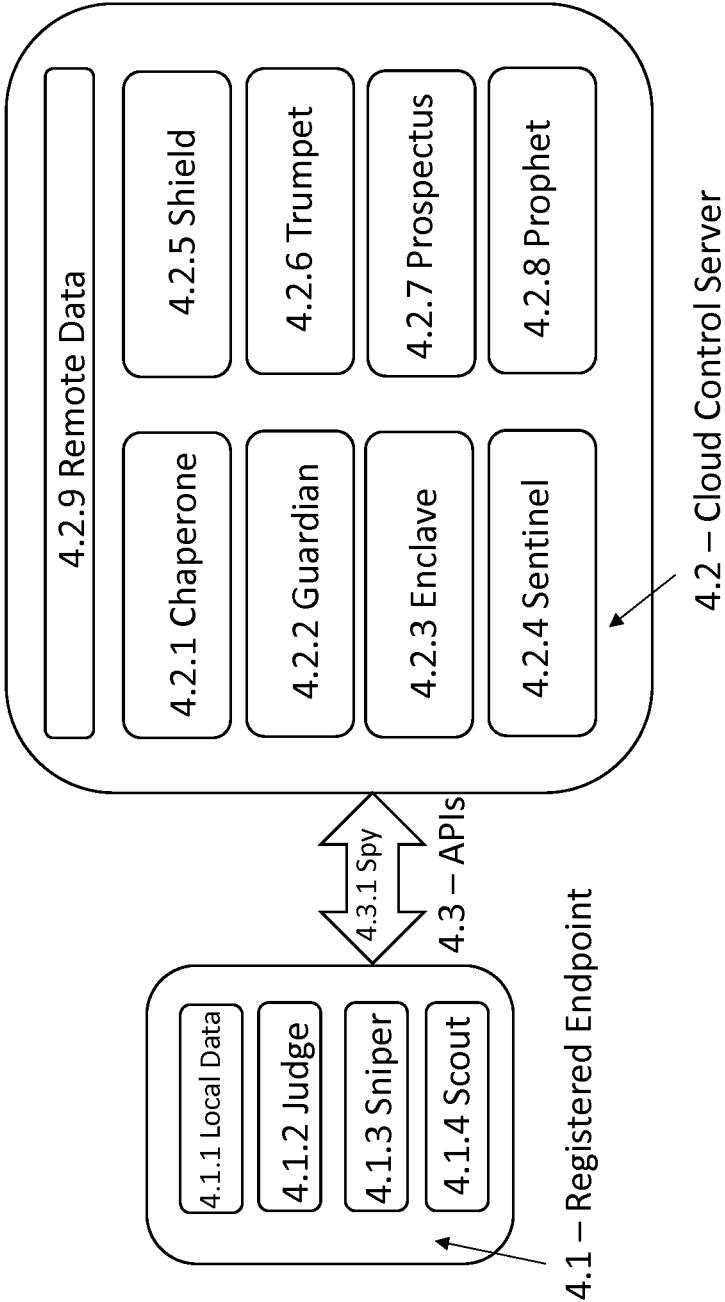 4.1.1 Local Data
4.1.2 Judge
4.1.3 Sniper
4.1.4 Scout
4.1 – Registered Endpoint
4.3.1 Spy
4.3 – APIs
4.2.9 Remote Data
4.2.1 Chaperone
4.2.2 Guardian
4.2.3 Enclave
4.2.4 Sentinel
4.2.5 Shield
4.2.6 Trumpet
4.2.7 Prospectus
4.2.8 Prophet
4.2 – Cloud Control Server